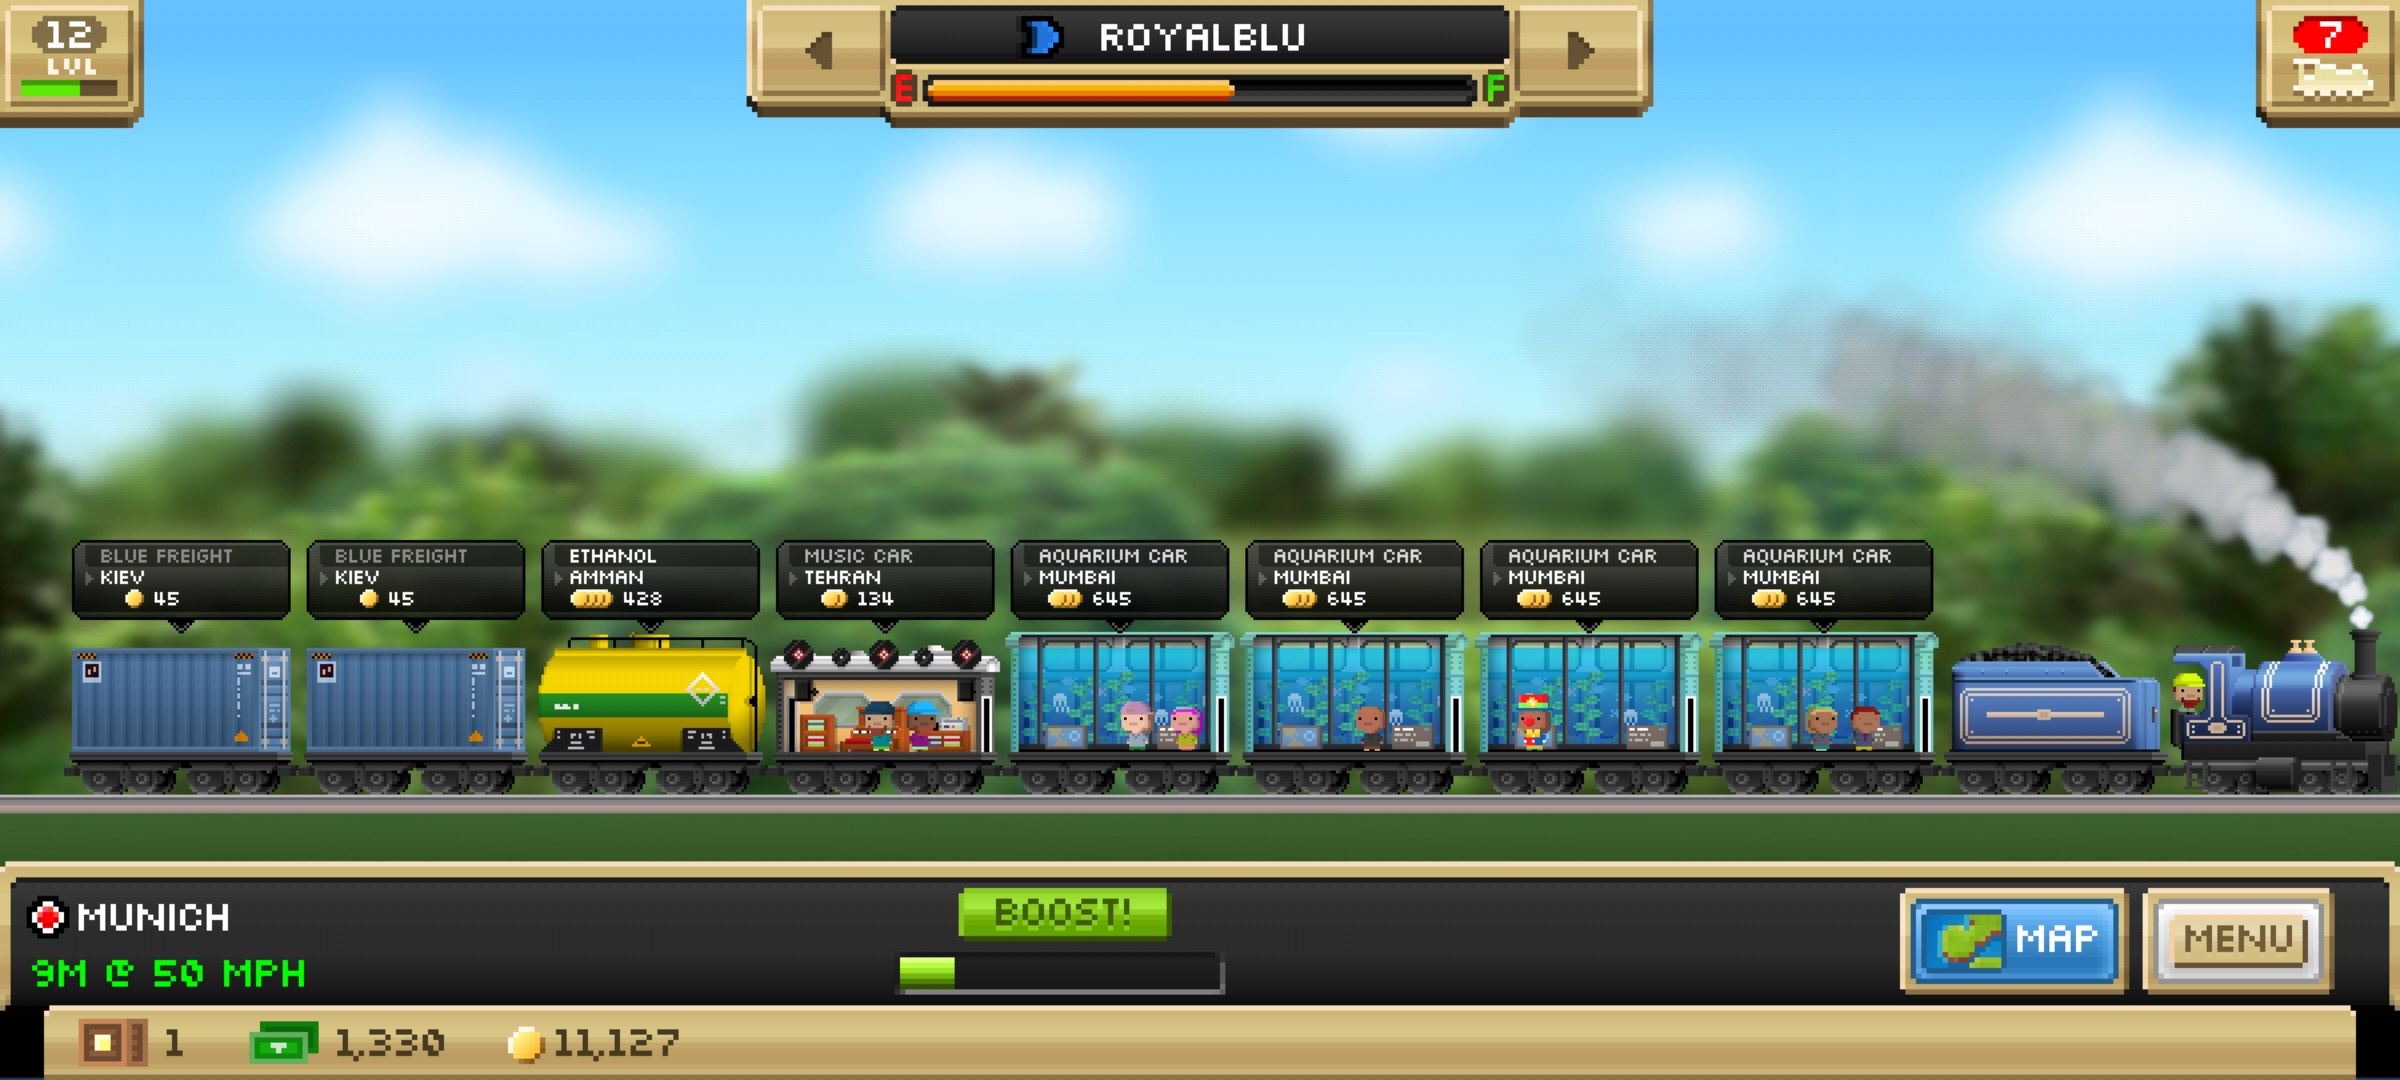 12
LVL
ROYALBLU
E
F
7
BLUE FREIGHT
KIEV
45
BLUE FREIGHT
KIEV
45
ETHANOL
AMMAN
428
MUSIC CAR
TEHRAN
134
AQUARIUM CAR
MUMBAI
645
AQUARIUM CAR
MUMBAI
645
AQUARIUM CAR
MUMBAI
645
AQUARIUM CAR
MUMBAI
645
MUNICH
9M @ 50 MPH
BOOST!
MAP
MENU
1
1,330
11,127